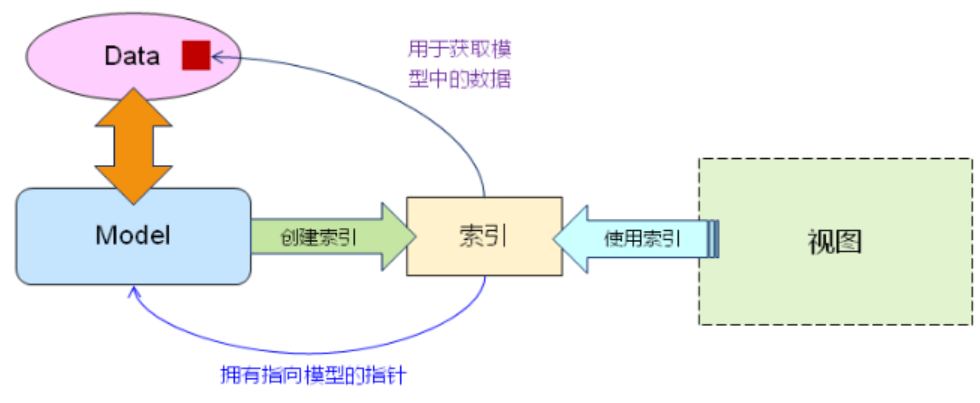 Data
用于获取模
型中的数据
Model
创建索引
索引
使用索引
视图
拥有指向模型的指针